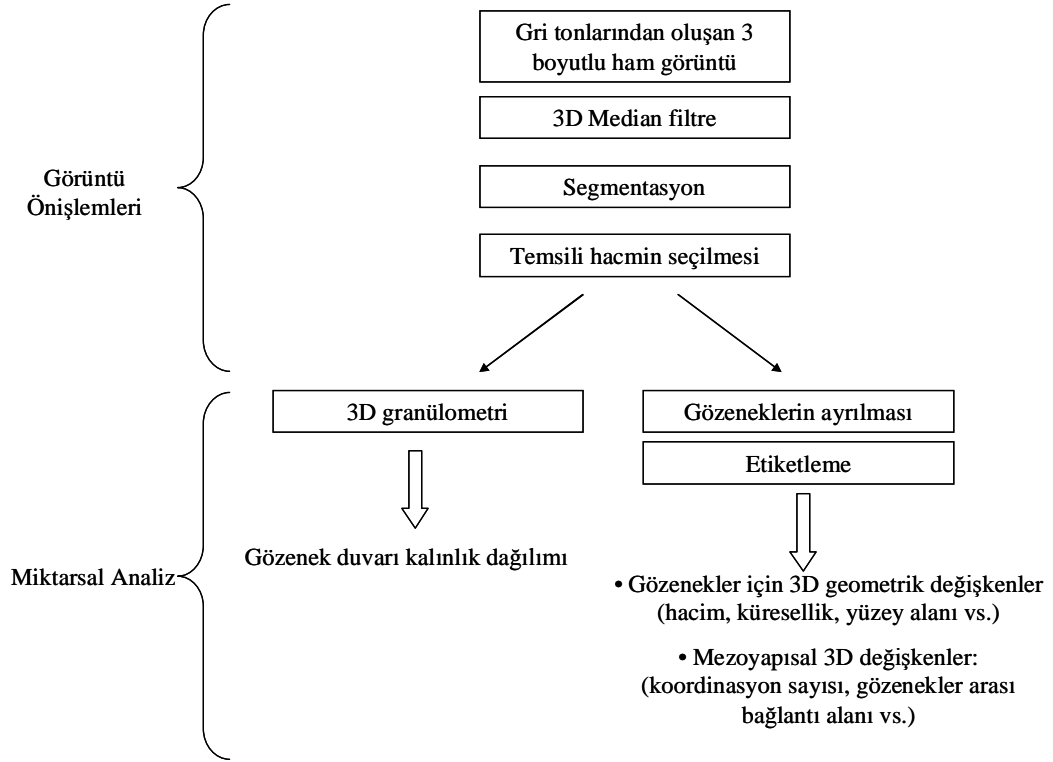 Gri tonlarından oluşan 3
boyutlu ham görüntü
3D Median filtre
Görüntü
Önişlemleri
Segmentasyon
Temsili hacmin seçilmesi
3D granülometri
Gözeneklerin ayrılması
Etiketleme
Gözenek duvarı kalınlık dağılımı
Miktarsal Analiz
• Gözenekler için 3D geometrik değişkenler
(hacim, küresellik, yüzey alanı vs.)
• Mezoyapısal 3D değişkenler:
(koordinasyon sayısı, gözenekler arası
bağlantı alanı vs.)